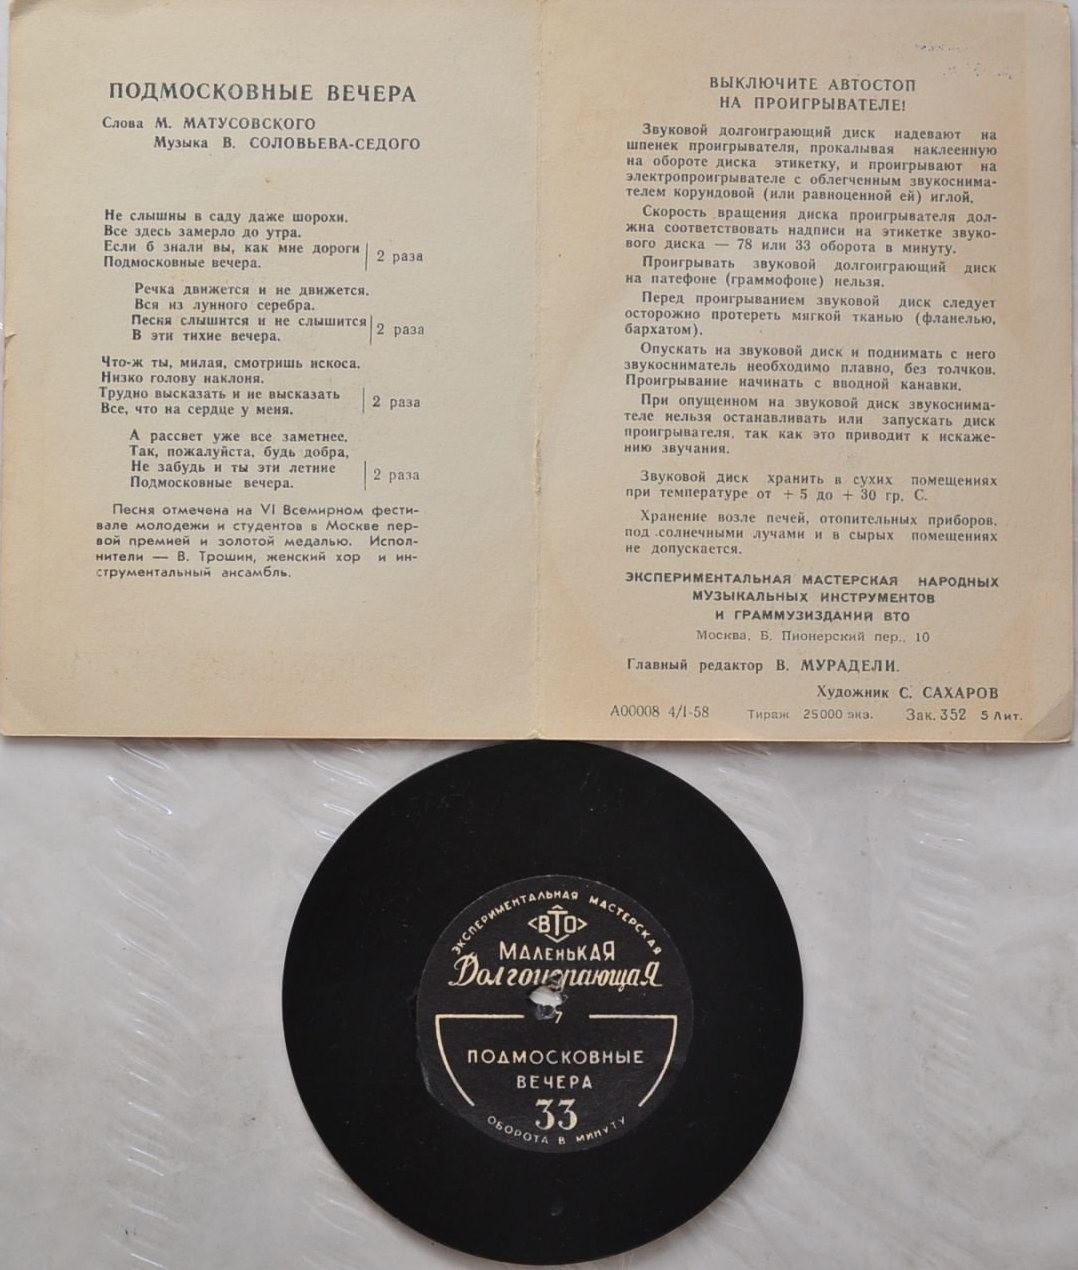 ПОДМОСКОВНЫЕ ВЕЧЕРА
Слова М. МАТУСОВСКОГО
Музыка В. СОЛОВЬЕВА-СЕДОГО
Не слышны в саду даже шорохи.
Все здесь замерло до утра.
Если б знали вы, как мне дороги
Подмосковные вечера.
2 раза
Речка движется и не движется.
Вся из лунного серебра.
Песня слышится и не слышится
В эти тихие вечера.
2 раза
Что-ж ты, милая, смотришь искоса.
Низко голову наклоня.
Трудно высказать и не высказать
Все, что на сердце у меня.
2 раза
А рассвет уже все заметнее,
Так, пожалуйста, будь добра,
Не забудь и ты эти летние
Подмосковные вечера.
2 раза
Песня отмечена на VI Всемирном фести-
вале молодежи и студентов в Москве пер-
вой премией и золотой медалью. Испол-
нители — В. Трошин, женский хор и ин-
струментальный ансамбль.
ВЫКЛЮЧИТЕ АВТОСТОП
НА ПРОИГРЫВАТЕЛЕ!
Звуковой долгоиграющий диск надевают на
шпенек проигрывателя, прокалывая наклеенную
на обороте диска этикетку, и проигрывают на
электропроигрывателе с облегченным звукоснима-
телем корундовой (или равноценной ей) иглой.
Скорость вращения диска проигрывателя дол-
жна соответствовать надписи на этикетке звуко-
вого диска — 78 или 33 оборота в минуту.
Проигрывать звуковой долгоиграющий диск
на патефоне (граммофоне) нельзя.
Перед проигрыванием звуковой диск следует
осторожно протереть мягкой тканью (фланелью,
бархатом).
Опускать на звуковой диск и поднимать с него
звукосниматель необходимо плавно, без толчков.
Проигрывание начинать с вводной канавки.
При опущенном на звуковой диск звукоснима-
теле нельзя останавливать или запускать диск
проигрывателя, так как это приводит к искаже-
нию звучания.
Звуковой диск хранить в сухих помещениях
при температуре от + 5 до + 30 гр. С.
Хранение возле печей, отопительных приборов.
под солнечными лучами и в сырых помещениях
не допускается.
ЭКСПЕРИМЕНТАЛЬНАЯ МАСТЕРСКАЯ НАРОДНЫХ
МУЗЫКАЛЬНЫХ ИНСТРУМЕНТОВ
И ГРАММУЗИЗДАНИЙ ВТО
Москва, Б. Пионерский пер., 10
Главный редактор В. МУРАДЕЛИ.
Художник С. САХАРОВ
А00008 4/I-58 Тираж 25000 экз. Зак. 352 5 Лит.
ЭКСПЕРИМЕНТАЛЬНАЯ МАСТЕРСКАЯ
ВТО
МАЛЕНЬКАЯ
Долгоиграющая
7
ПОДМОСКОВНЫЕ
ВЕЧЕРА
33
ОБОРОТА В МИНУТУ